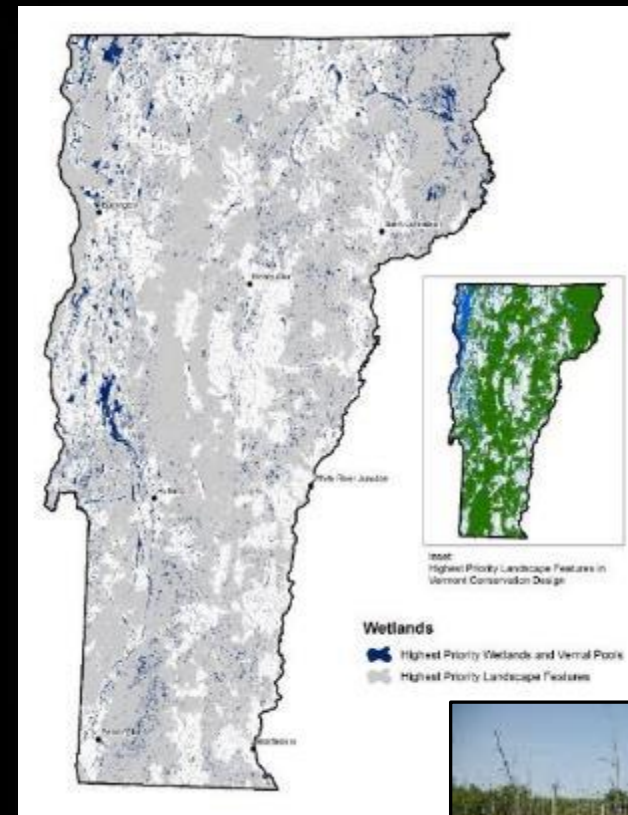 Burlington
White River Junction
Inset:
Highest Priority Landscape Features in
Vermont Conservation Design
Wetlands
Highest Priority Wetlands and Vernal Pools
Highest Priority Landscape Features